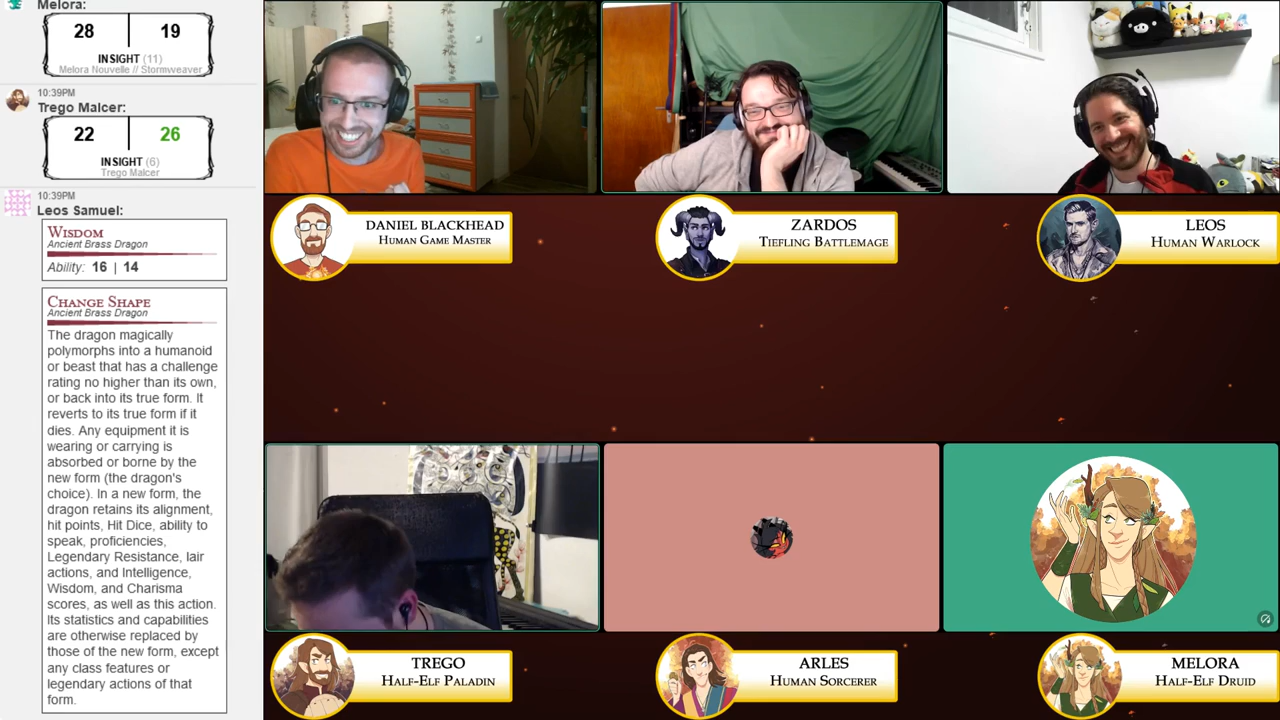 Melora:
28 19
INSIGHT (11)
Melora Nouvelle // Stormweaver
10:39PM
Trego Malcer:
22 26
INSIGHT (6)
Trego Malcer
10:39PM
Leos Samuel:
WISDOM
Ancient Brass Dragon
Ability: 16 | 14
CHANGE SHAPE
Ancient Brass Dragon
The dragon magically
polymorphs into a humanoid
or beast that has a challenge
rating no higher than its own,
or back into its true form. It
reverts to its true form if it
dies. Any equipment it is
wearing or carrying is
absorbed or borne by the
new form (the dragon's
choice). In a new form, the
dragon retains its alignment,
hit points, Hit Dice, ability to
speak, proficiencies,
Legendary Resistance, lair
actions, and Intelligence,
Wisdom, and Charisma
scores, as well as this action.
Its statistics and capabilities
are otherwise replaced by
those of the new form, except
any class features or
legendary actions of that
form.
DANIEL BLACKHEAD
HUMAN GAME MASTER
ZARDOS
TIEFLING BATTLEMAGE
LEOS
HUMAN WARLOCK
TREGO
HALF-ELF PALADIN
ARLES
HUMAN SORCERER
MELORA
HALF-ELF DRUID